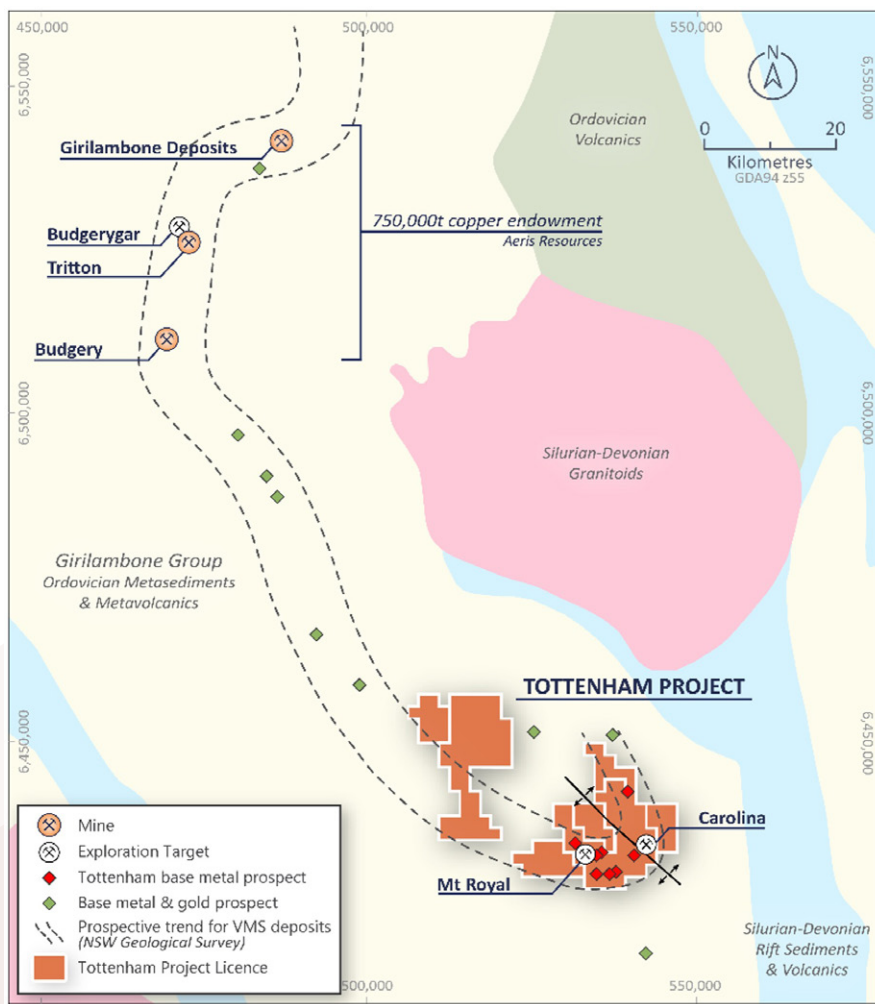 450,000
500,000
550,000
6,550,000
6,550,000
N
0
20
Kilometres
GDA94 z55
Ordovician
Volcanics
Girilambone Deposits
Budgerygar
Tritton
750,000t copper endowment
Aeris Resources
Budgery
6,500,000
6,500,000
Silurian-Devonian
Granitoids
Girilambone Group
Ordovician Metasediments
& Metavolcanics
TOTTENHAM PROJECT
6,450,000
6,450,000
Carolina
Mt Royal
Mine
Exploration Target
Tottenham base metal prospect
Base metal & gold prospect
Prospective trend for VMS deposits
(NSW Geological Survey)
Tottenham Project Licence
Silurian-Devonian
Rift Sediments
& Volcanics
500,000
550,000